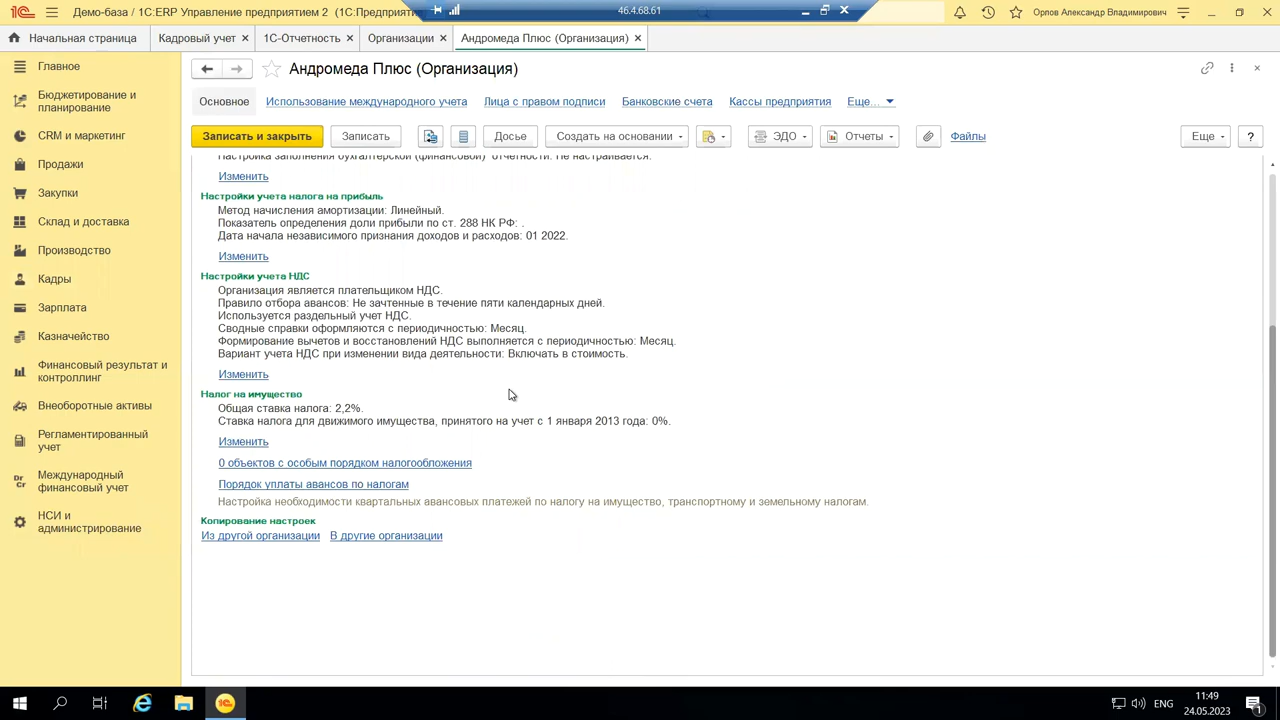 Демо-база / 1С:ERP Управление предприятием 2 (1С:Предприятие
46.4.68.61
Орлов Александр Владимирович
Начальная страница
Кадровый учет
1С-Отчетность
Организации
Андромеда Плюс (Организация)
Главное
Бюджетирование и
планирование
CRM и маркетинг
Продажи
Закупки
Склад и доставка
Производство
Кадры
Зарплата
Казначейство
Финансовый результат и
контроллинг
Внеоборотные активы
Регламентированный
учет
Dr
Cr
Международный
финансовый учет
НСИ и
администрирование
Андромеда Плюс (Организация)
Основное
Использование международного учета
Лица с правом подписи
Банковские счета
Кассы предприятия
Еще...
Записать и закрыть
Записать
Досье
Создать на основании
ЭДО
Отчеты
Файлы
Еще
?
Настройка заполнения бухгалтерской (финансовой) отчетности: Не настраивается.
Изменить
Настройки учета налога на прибыль
Метод начисления амортизации: Линейный.
Показатель определения доли прибыли по ст. 288 НК РФ: .
Дата начала независимого признания доходов и расходов: 01 2022.
Изменить
Настройки учета НДС
Организация является плательщиком НДС.
Правило отбора авансов: Не зачтенные в течение пяти календарных дней.
Используется раздельный учет НДС.
Сводные справки оформляются с периодичностью: Месяц.
Формирование вычетов и восстановлений НДС выполняется с периодичностью: Месяц.
Вариант учета НДС при изменении вида деятельности: Включать в стоимость.
Изменить
Налог на имущество
Общая ставка налога: 2,2%.
Ставка налога для движимого имущества, принятого на учет с 1 января 2013 года: 0%.
Изменить
0 объектов с особым порядком налогообложения
Порядок уплаты авансов по налогам
Настройка необходимости квартальных авансовых платежей по налогу на имущество, транспортному и земельному налогам.
Копирование настроек
Из другой организации
В другие организации
ENG
11:49
24.05.2023
1